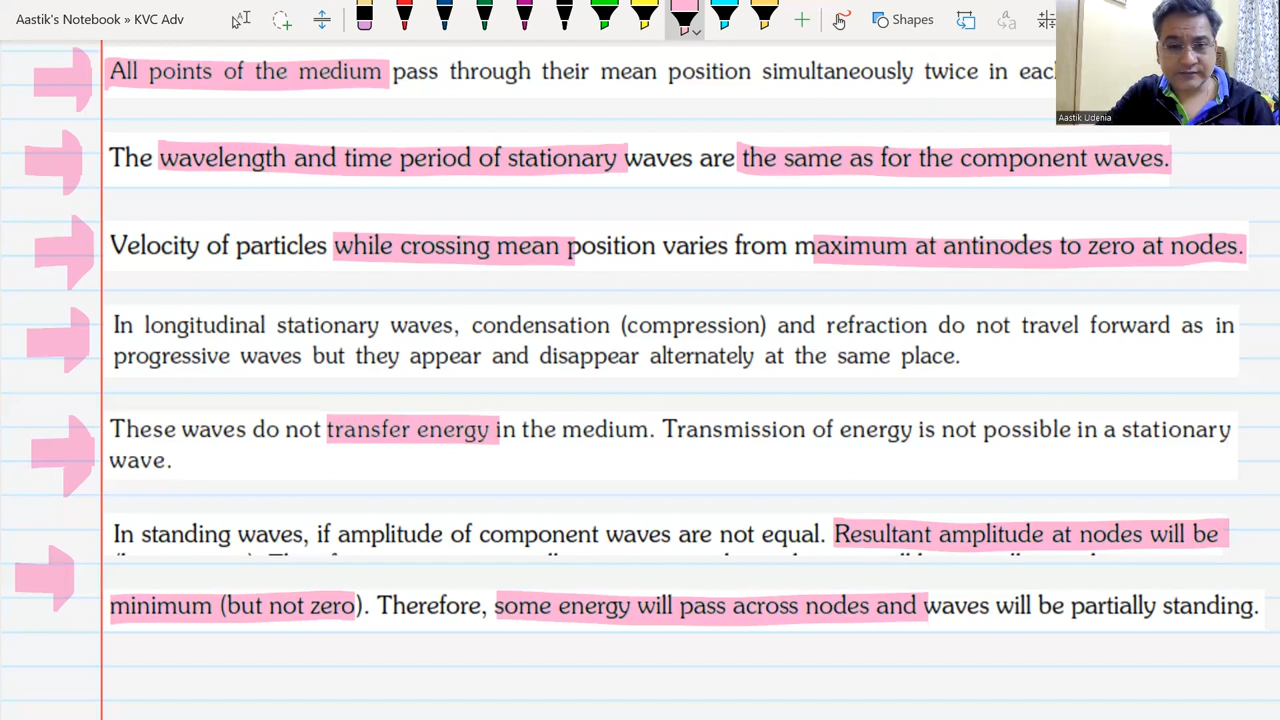 Aastik's Notebook » KVC Adv
Shapes
All points of the medium pass through their mean position simultaneously twice in eac
Aastik Udenia
The wavelength and time period of stationary waves are the same as for the component waves.
Velocity of particles while crossing mean position varies from maximum at antinodes to zero at nodes.
In longitudinal stationary waves, condensation (compression) and refraction do not travel forward as in
progressive waves but they appear and disappear alternately at the same place.
These waves do not transfer energy in the medium. Transmission of energy is not possible in a stationary
wave.
In standing waves, if amplitude of component waves are not equal. Resultant amplitude at nodes will be
minimum (but not zero). Therefore, some energy will pass across nodes and waves will be partially standing.